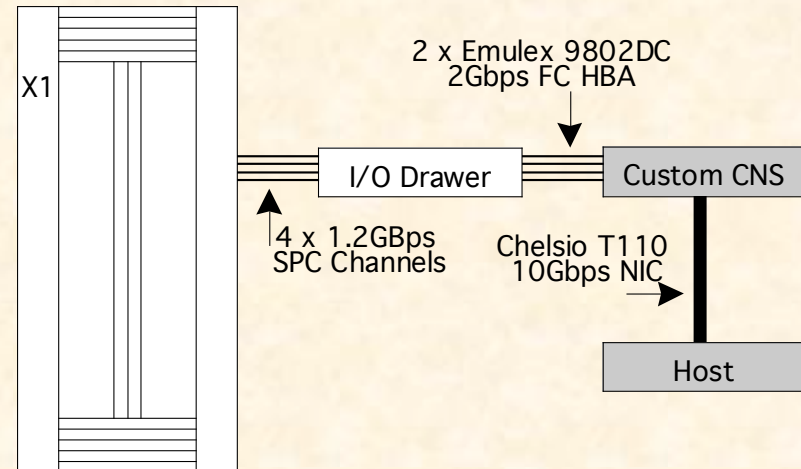 X1
2 x Emulex 9802DC
2Gbps FC HBA
I/O Drawer
Custom CNS
4 x 1.2GBps
SPC Channels
Chelsio T110
10Gbps NIC
Host